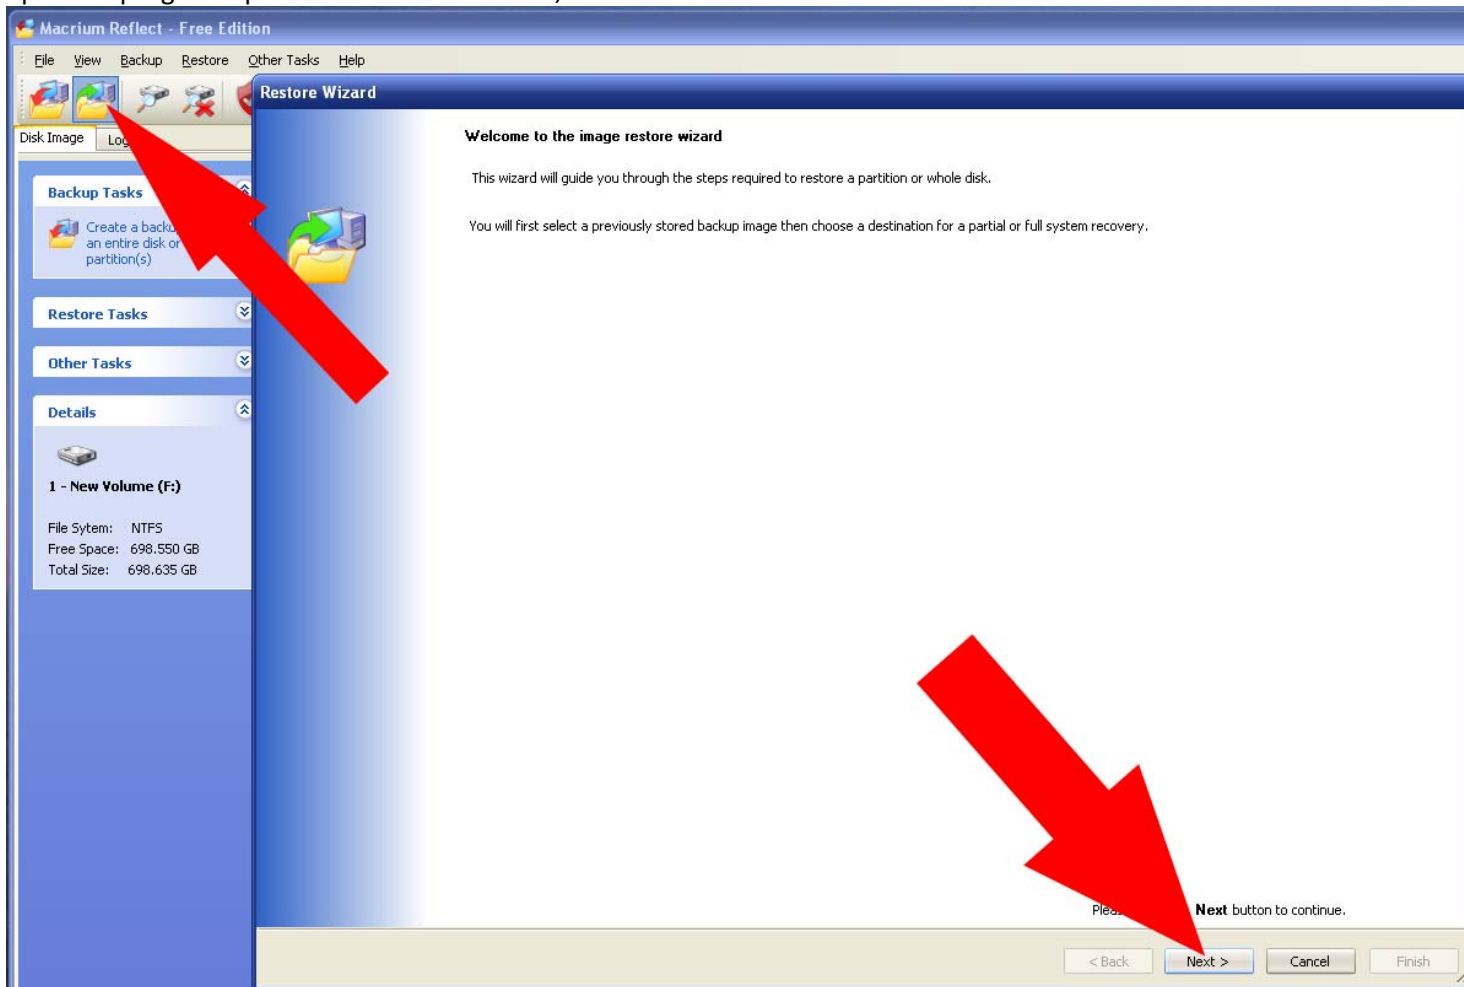 Macrium Reflect - Free Edition
File View Backup Restore Other Tasks Help
Restore Wizard
Disk Image
Welcome to the image restore wizard
This wizard will guide you through the steps required to restore a partition or whole disk.
You will first select a previously stored backup image then choose a destination for a partial or full system recovery.
Backup Tasks
Create a backup
an entire disk or
partition(s)
Restore Tasks
Other Tasks
Details
1 - New Volume (F:)
File Sytem: NTFS
Free Space: 698.550 GB
Total Size: 698.635 GB
Next button to continue.
< Back Next > Cancel Finish